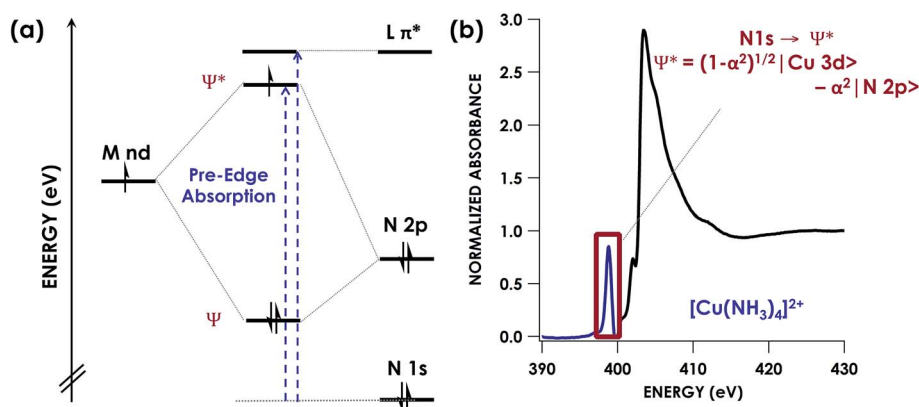 (a)
ENERGY (eV)
L π*
Ψ*
M nd
Pre-Edge
Absorption
N 2p
Ψ
N 1s
(b)
NORMALIZED ABSORBANCE
3.0
2.5
2.0
1.5
1.0
0.5
0.0
N1s → Ψ*
Ψ* = (1-α²)¹/²|Cu 3d>
– α²|N 2p>
[Cu(NH₃)₄]²⁺
390
400
410
420
430
ENERGY (eV)